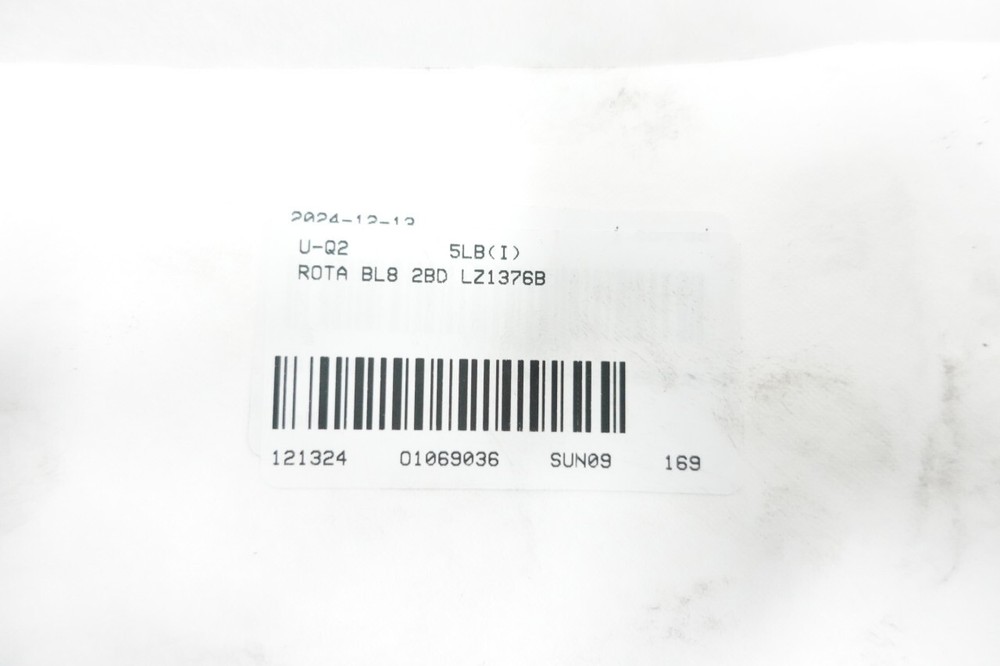 2024-12-13
U-Q2 5LB(I)
ROTA BL8 2BD LZ1376B
121324 01069036 SUN09 169